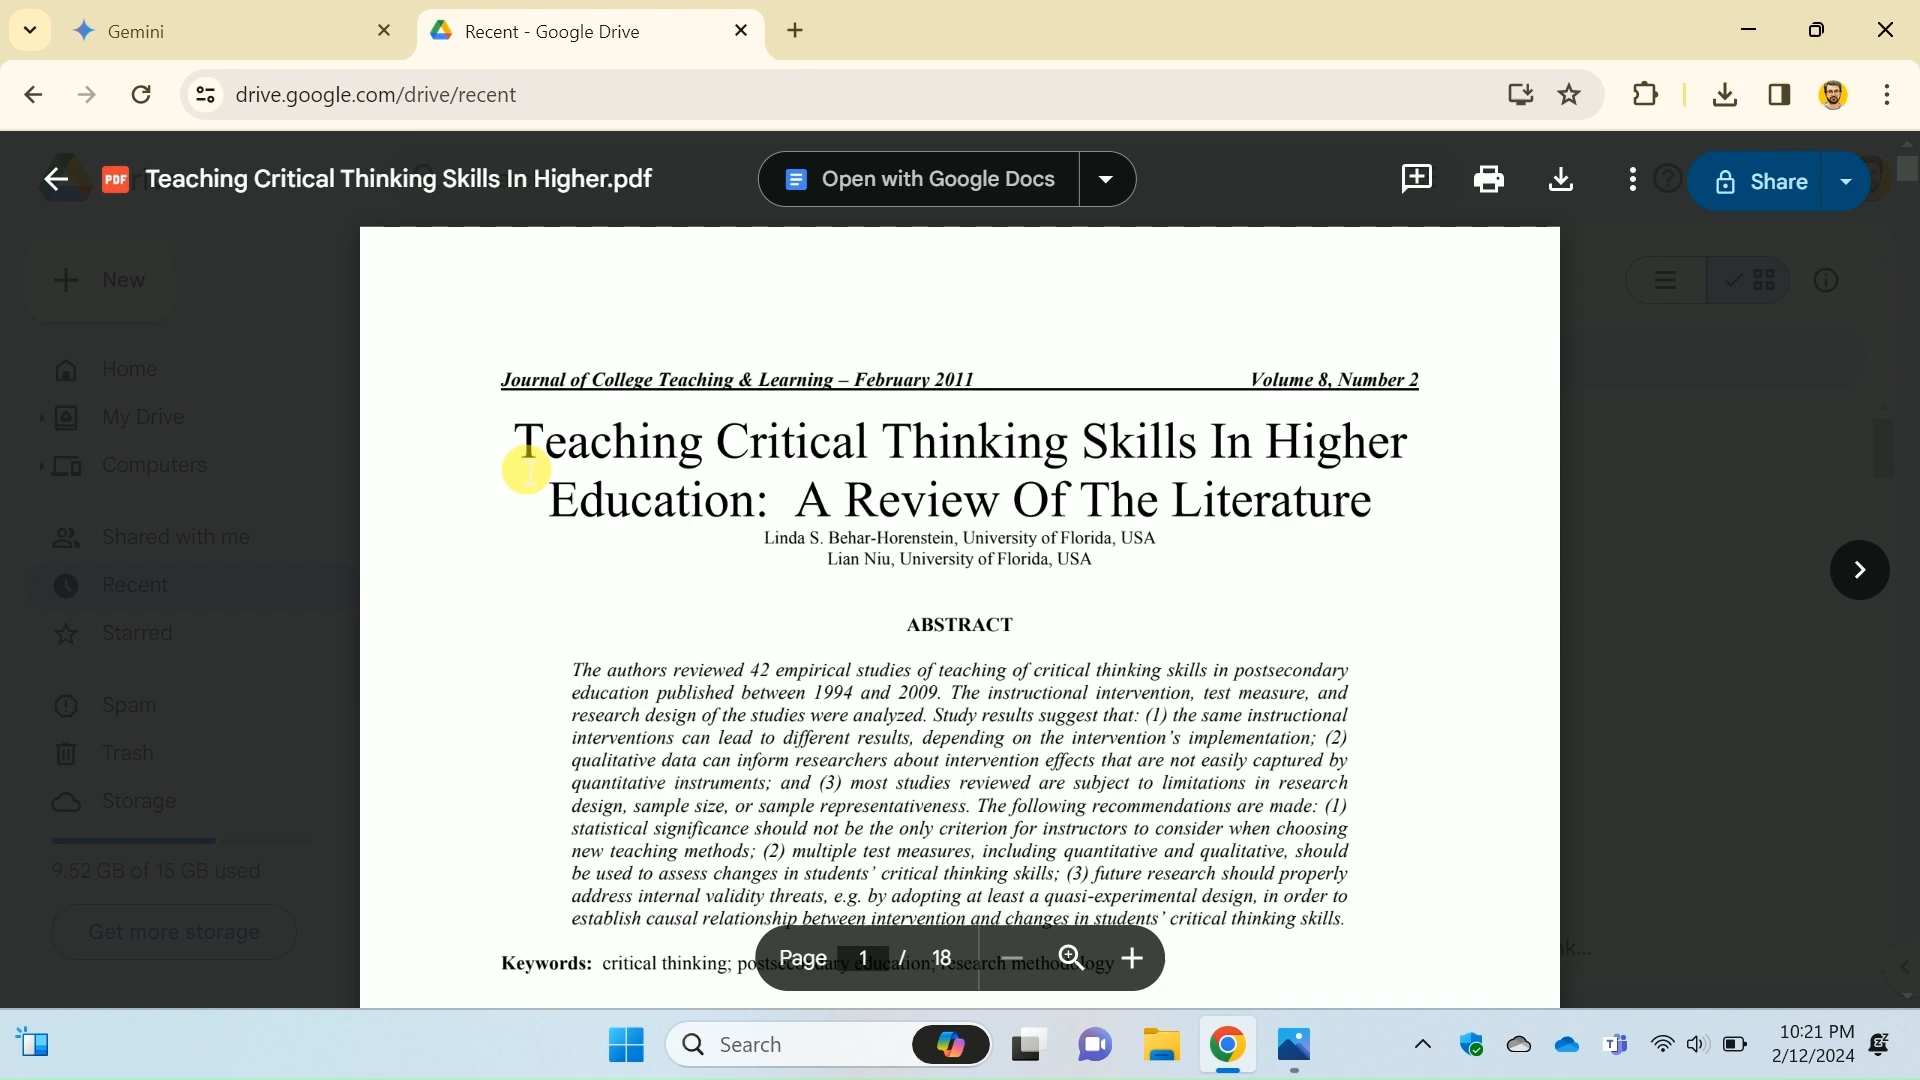 Gemini
Recent - Google Drive
drive.google.com/drive/recent
PDF Teaching Critical Thinking Skills In Higher.pdf
Open with Google Docs
Share
New
Home
My Drive
Computers
Shared with me
Recent
Starred
Spam
Trash
Storage
9.52 GB of 15 GB used
Get more storage
Journal of College Teaching & Learning – February 2011 Volume 8, Number 2
Teaching Critical Thinking Skills In Higher
Education: A Review Of The Literature
Linda S. Behar-Horenstein, University of Florida, USA
Lian Niu, University of Florida, USA
ABSTRACT
The authors reviewed 42 empirical studies of teaching of critical thinking skills in postsecondary
education published between 1994 and 2009. The instructional intervention, test measure, and
research design of the studies were analyzed. Study results suggest that: (1) the same instructional
interventions can lead to different results, depending on the intervention’s implementation; (2)
qualitative data can inform researchers about intervention effects that are not easily captured by
quantitative instruments; and (3) most studies reviewed are subject to limitations in research
design, sample size, or sample representativeness. The following recommendations are made: (1)
statistical significance should not be the only criterion for instructors to consider when choosing
new teaching methods; (2) multiple test measures, including quantitative and qualitative, should
be used to assess changes in students’ critical thinking skills; (3) future research should properly
address internal validity threats, e.g. by adopting at least a quasi-experimental design, in order to
establish causal relationship between intervention and changes in students’ critical thinking skills.
Keywords: critical thinking; postsecondary education; research methodology
Page 1 / 18
Search
10:21 PM
2/12/2024